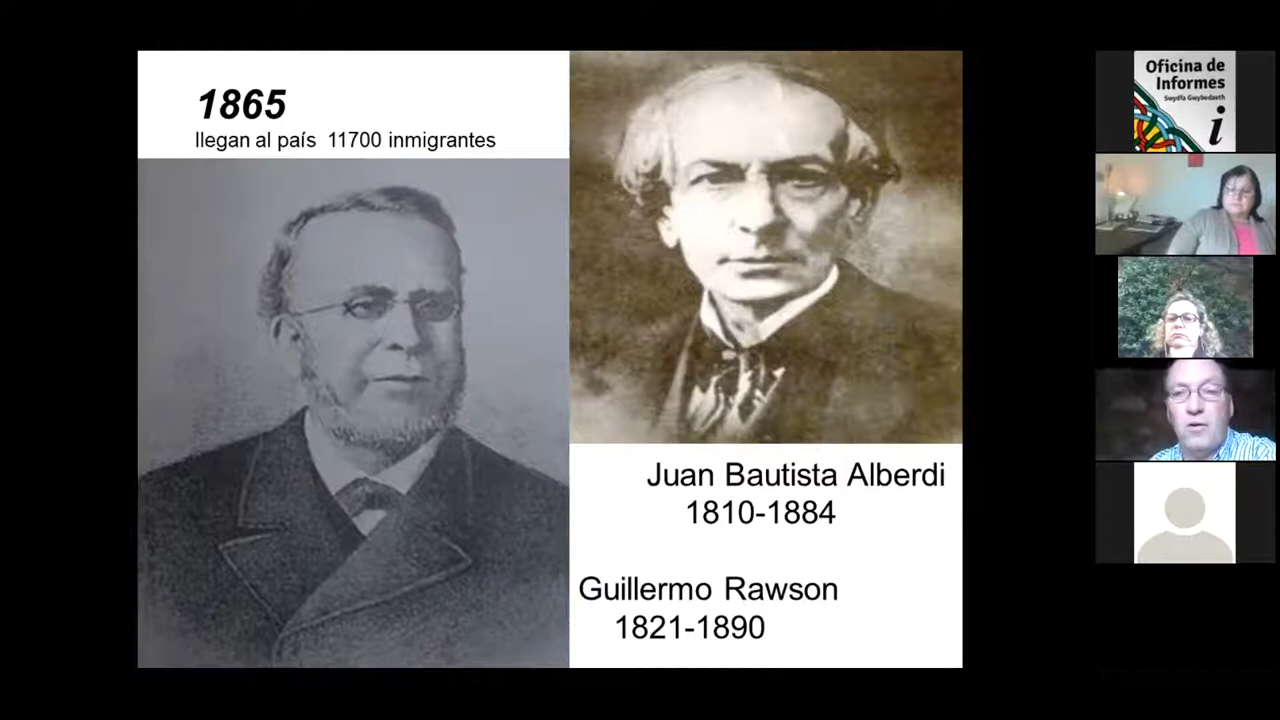 1865
llegan al país 11700 inmigrantes
Juan Bautista Alberdi
1810-1884
Guillermo Rawson
1821-1890
Oficina de
Informes
Swydfa Gwybodaeth
i